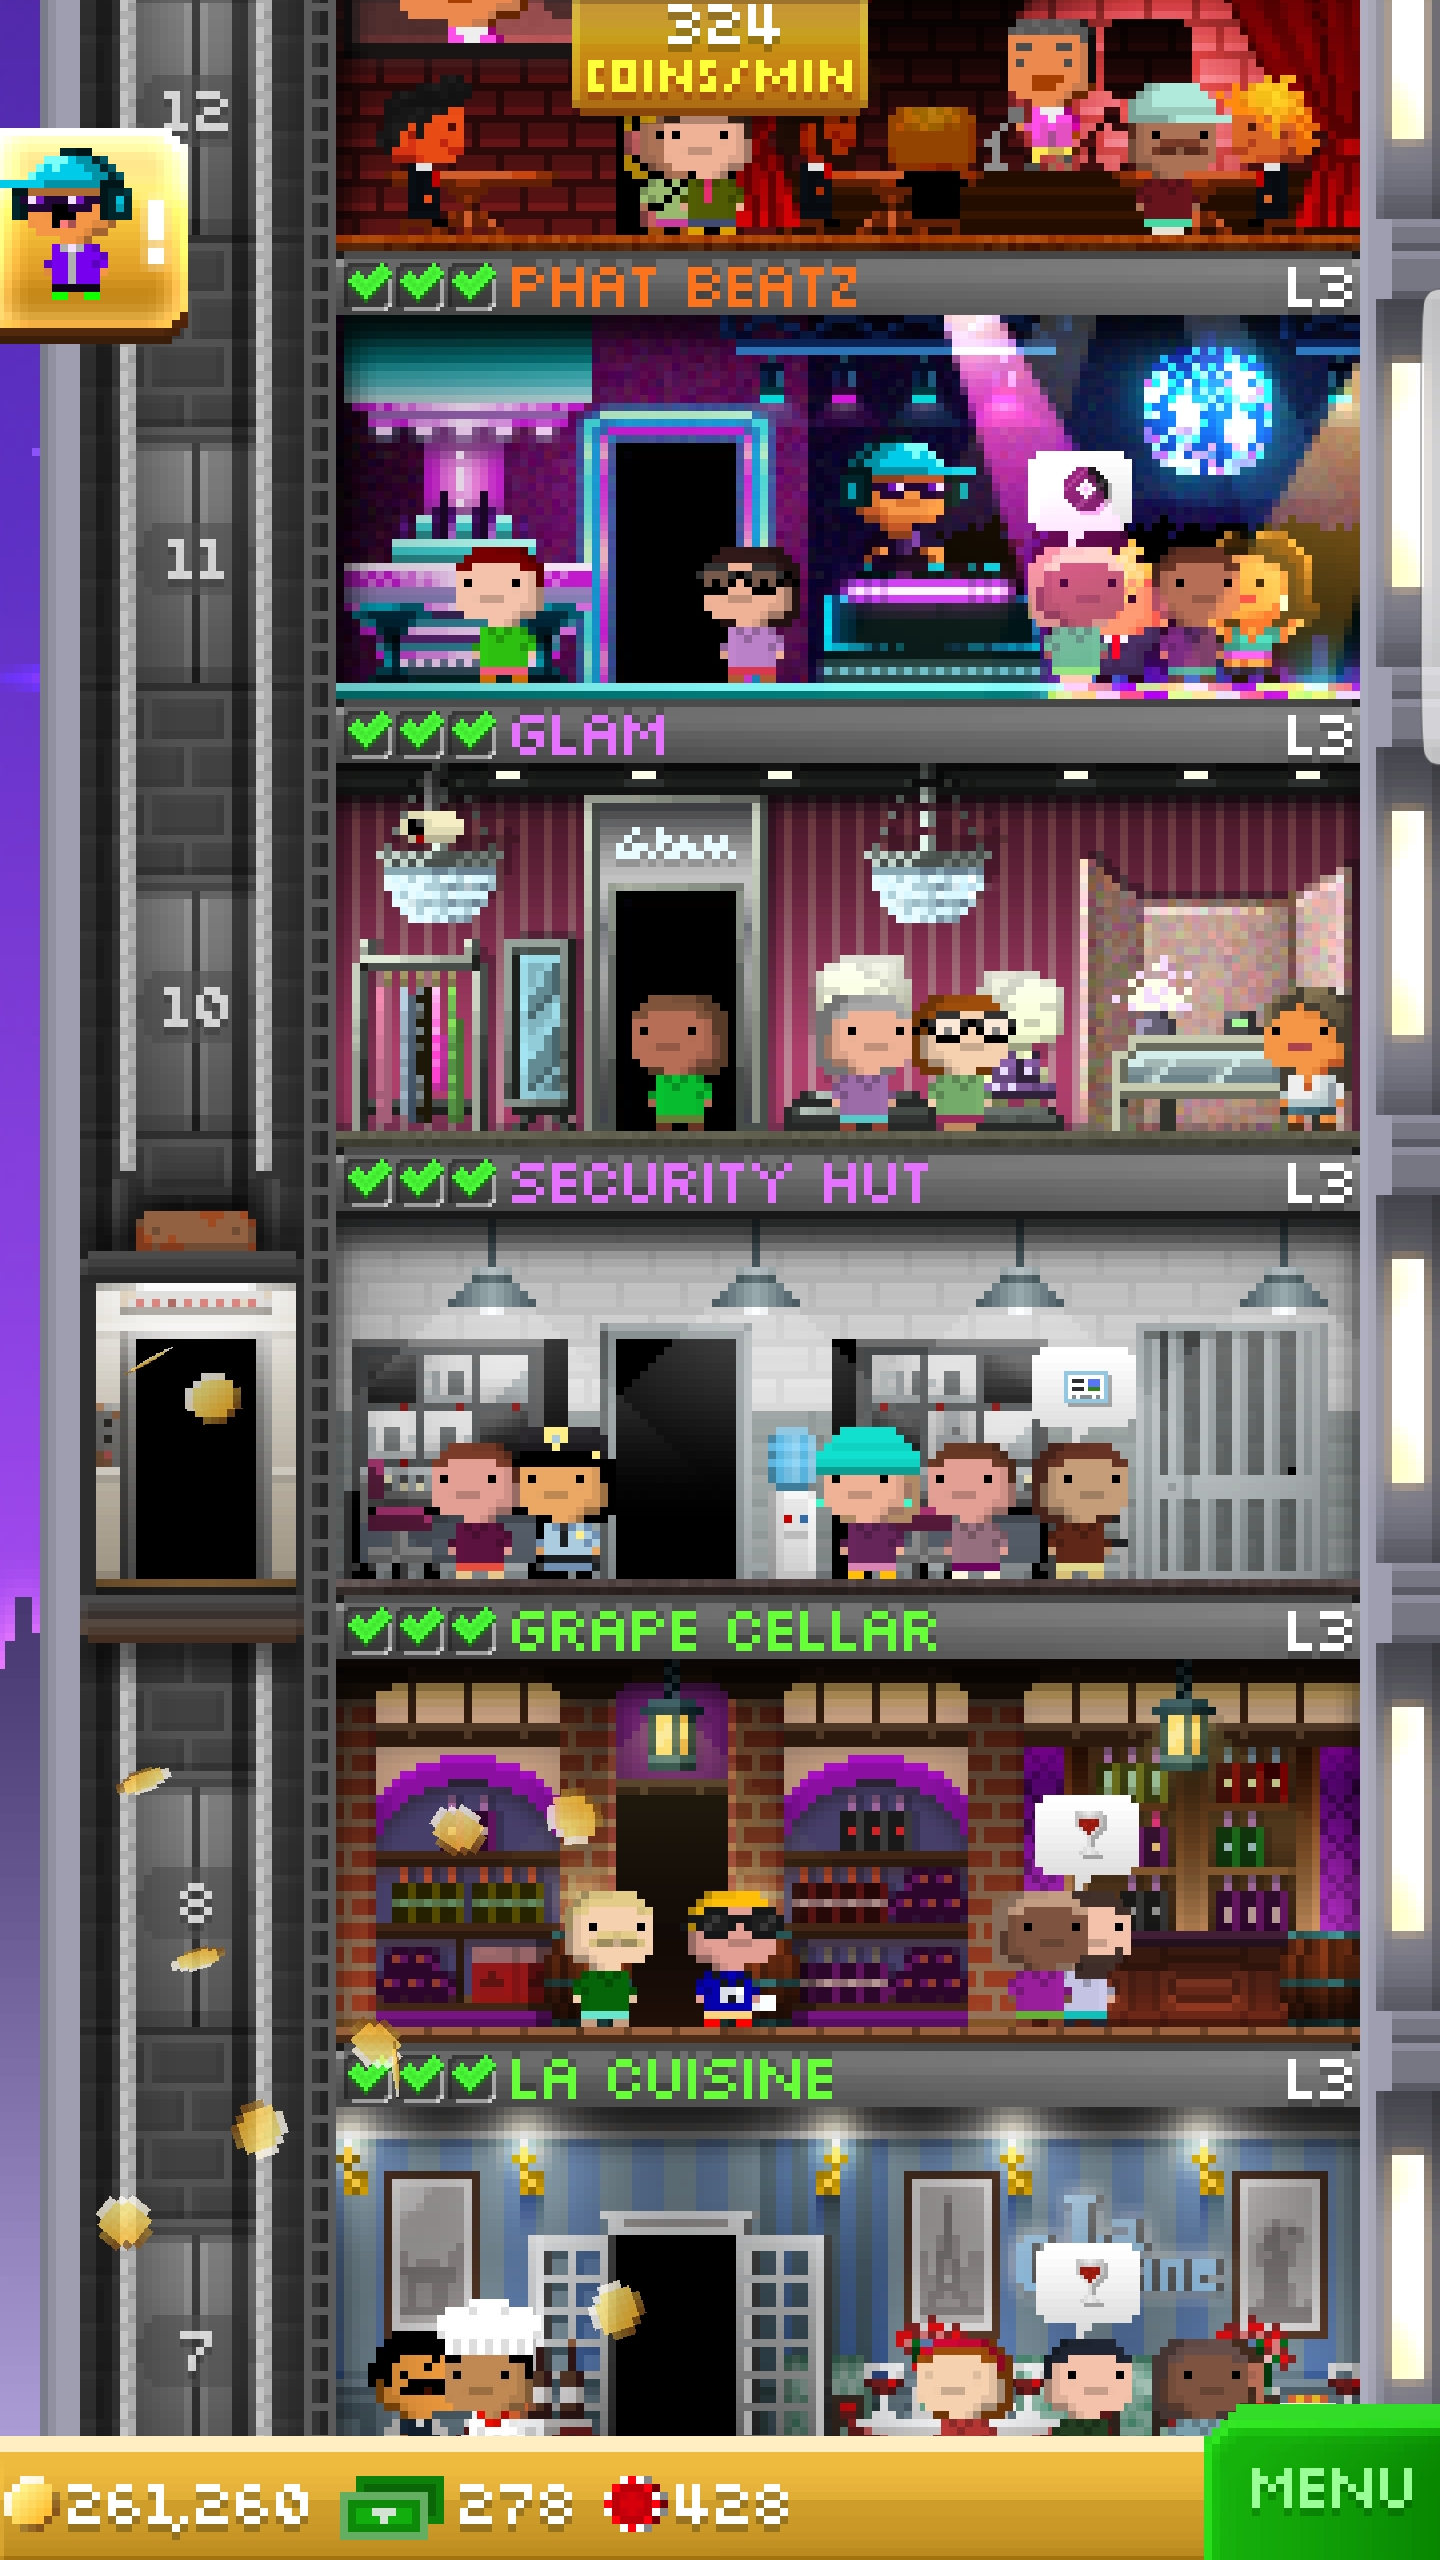 324
COINS/MIN
12
!
PHAT BEATZ L3
11
GLAM L3
Glam
10
SECURITY HUT L3
GRAPE CELLAR L3
8
LA CUISINE L3
La
7
261,260 278 428
MENU